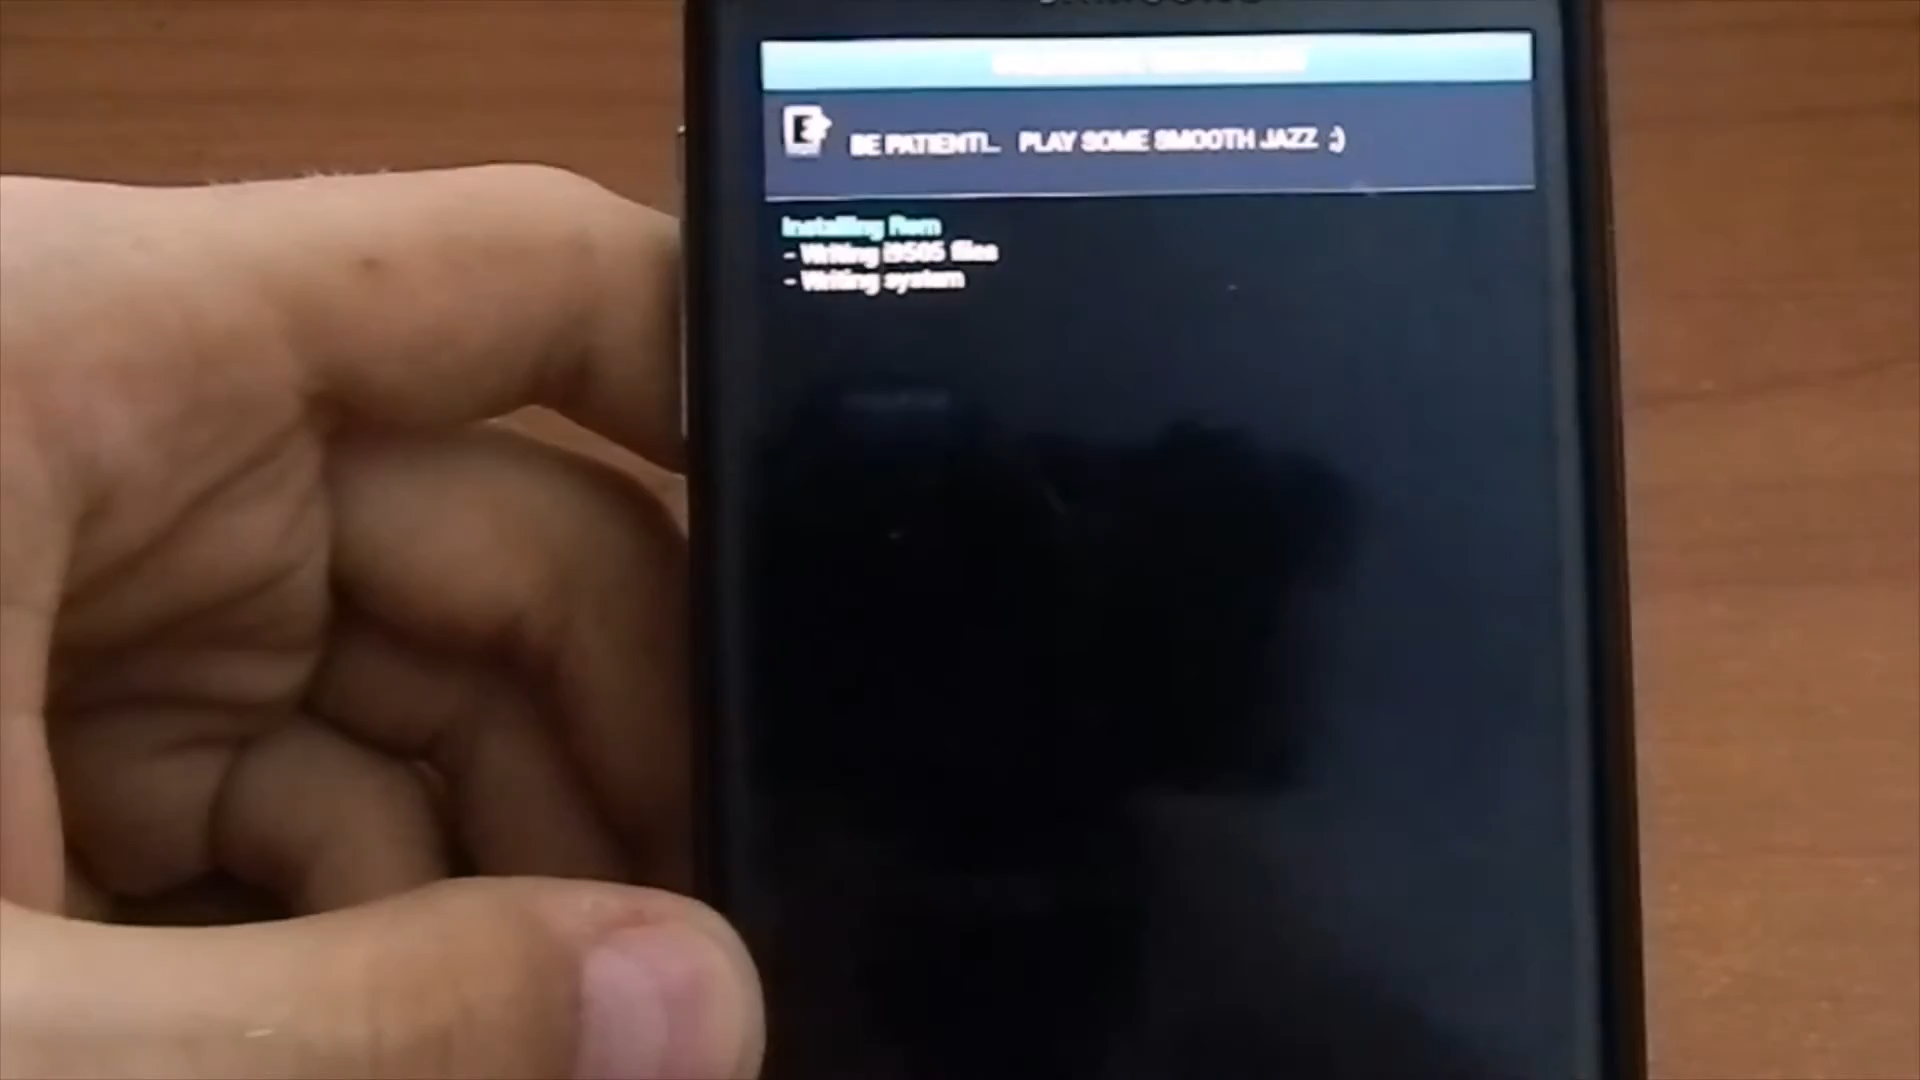 E
BE PATIENT!... PLAY SOME SMOOTH JAZZ ;)
Installing Rom
- Writing i9505 files
- Writing system